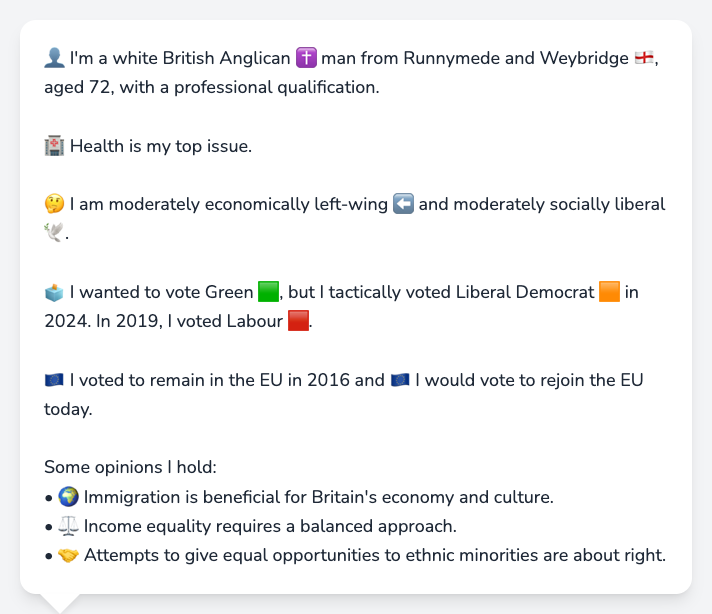 👤 I'm a white British Anglican ✝️ man from Runnymede and Weybridge 🏴󠁧󠁢󠁥󠁮󠁧󠁿,
aged 72, with a professional qualification.
🏥 Health is my top issue.
🤔 I am moderately economically left-wing ⬅️ and moderately socially liberal
🕊️.
🗳️ I wanted to vote Green 🟩, but I tactically voted Liberal Democrat 🟧 in
2024. In 2019, I voted Labour 🟥.
🇪🇺 I voted to remain in the EU in 2016 and 🇪🇺 I would vote to rejoin the EU
today.
Some opinions I hold:
• 🌍 Immigration is beneficial for Britain's economy and culture.
• ⚖️ Income equality requires a balanced approach.
• 🤝 Attempts to give equal opportunities to ethnic minorities are about right.